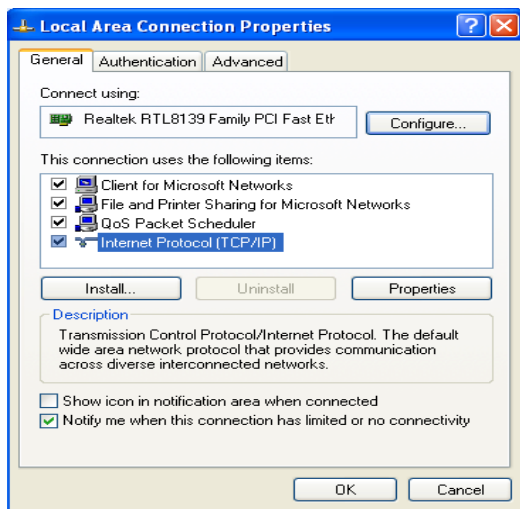 Local Area Connection Properties
General Authentication Advanced
Connect using:
Realtek RTL8139 Family PCI Fast Eth
Configure...
This connection uses the following items:
Client for Microsoft Networks
File and Printer Sharing for Microsoft Networks
QoS Packet Scheduler
Internet Protocol (TCP/IP)
Install... Uninstall Properties
Description
Transmission Control Protocol/Internet Protocol. The default
wide area network protocol that provides communication
across diverse interconnected networks.
Show icon in notification area when connected
Notify me when this connection has limited or no connectivity
OK Cancel